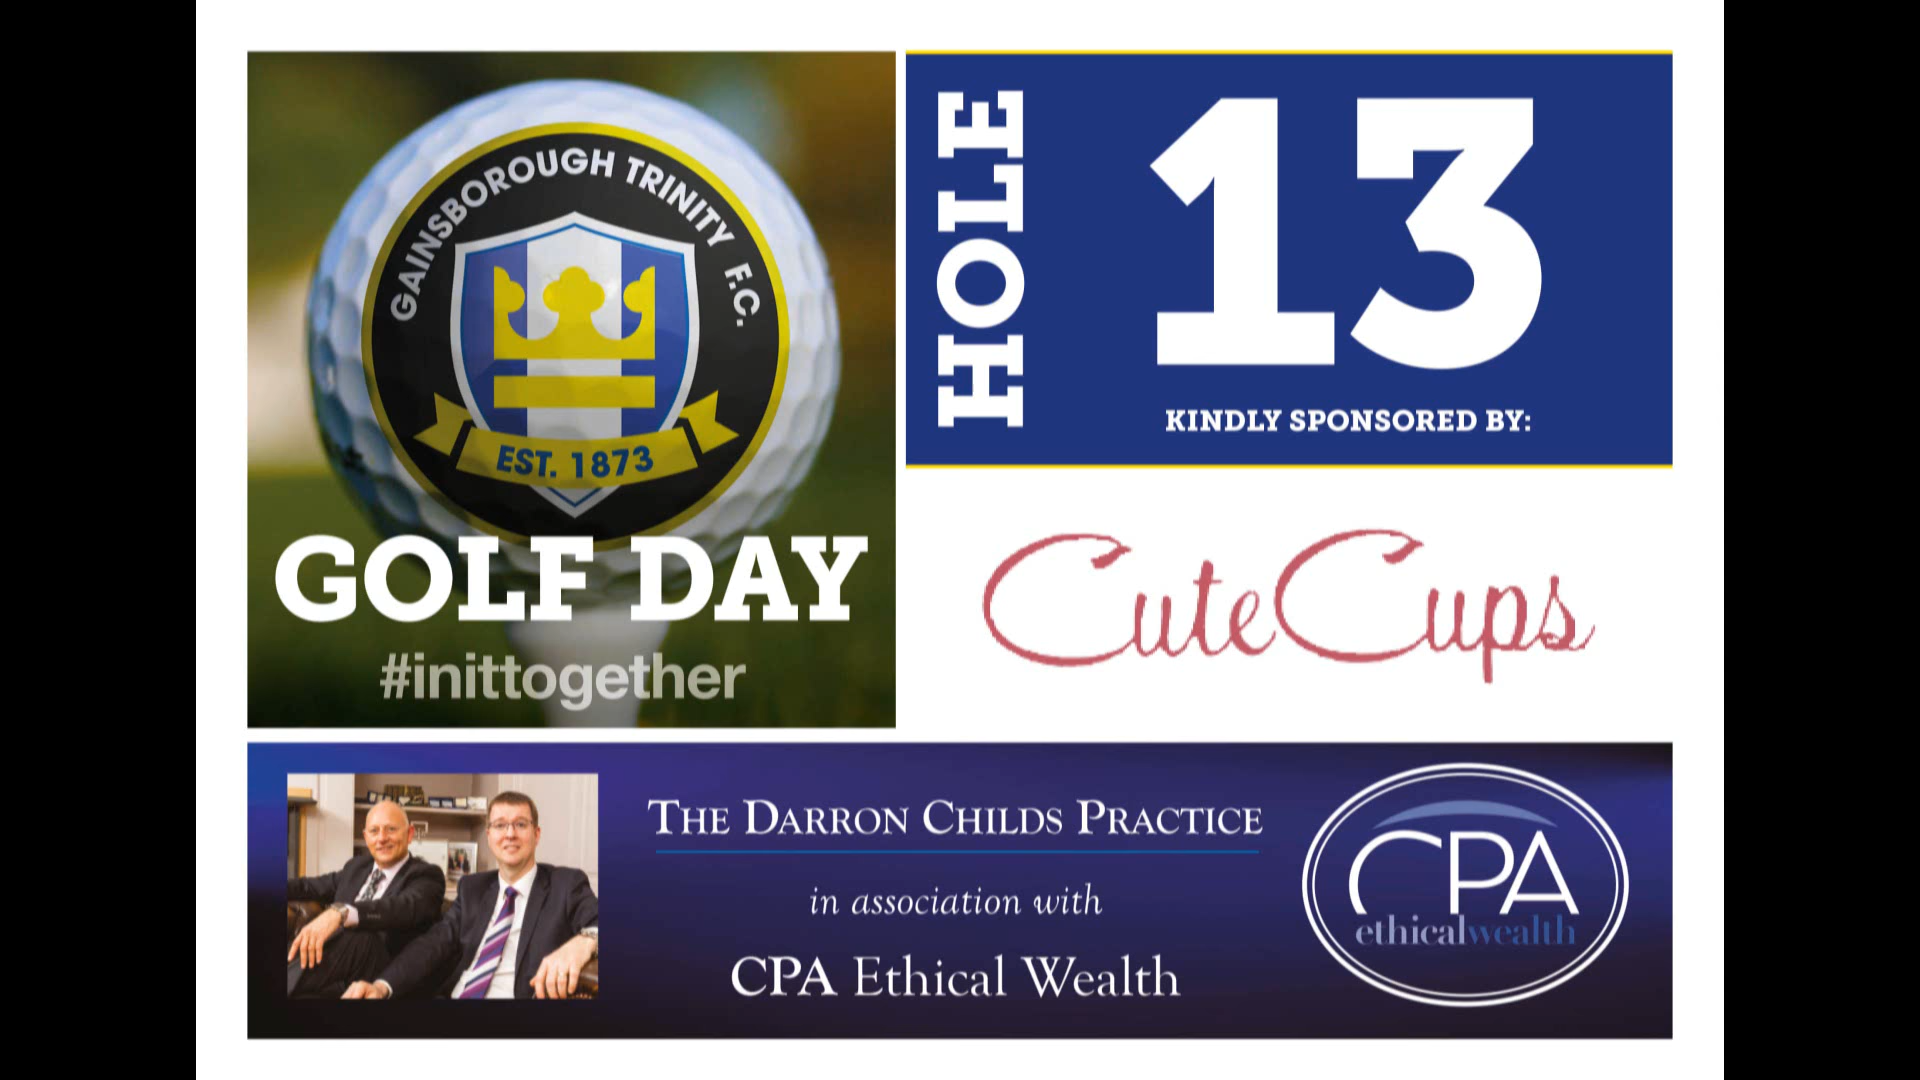 GAINSBOROUGH TRINITY F.C.
EST. 1873
GOLF DAY
#inittogether
HOLE
13
KINDLY SPONSORED BY:
CuteCups
THE DARRON CHILDS PRACTICE
in association with
CPA Ethical Wealth
CPA
ethicalwealth